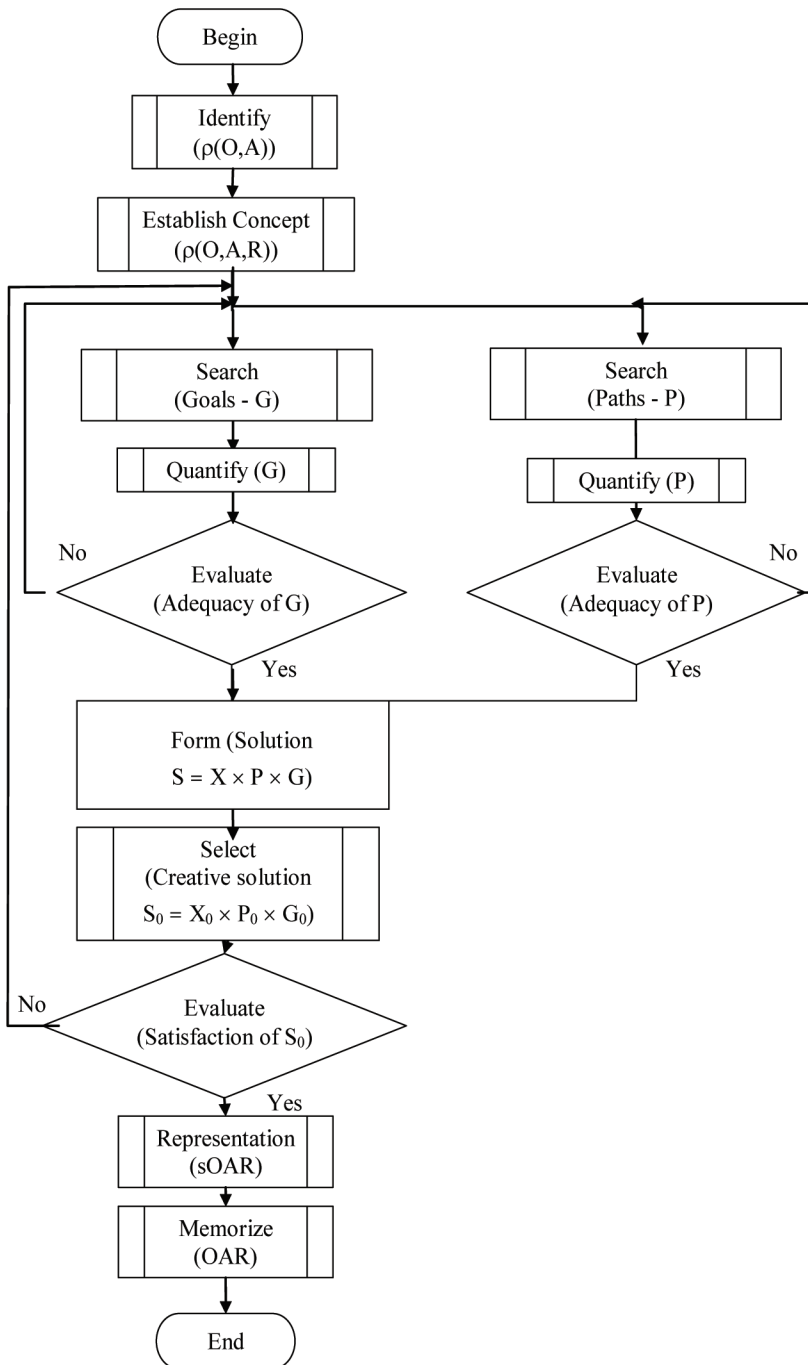 Begin
Identify
(ρ(O,A))
Establish Concept
(ρ(O,A,R))
Search
(Goals - G)
Search
(Paths - P)
Quantify (G)
Quantify (P)
No
Evaluate
(Adequacy of G)
Yes
No
Evaluate
(Adequacy of P)
Yes
Form (Solution
S = X × P × G)
Select
(Creative solution
S₀ = X₀ × P₀ × G₀)
No
Evaluate
(Satisfaction of S₀)
Yes
Representation
(sOAR)
Memorize
(OAR)
End